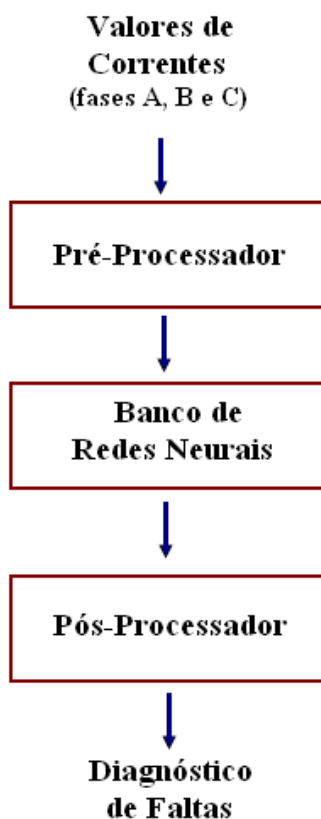 Valores de
Correntes
(fases A, B e C)
Pré-Processador
Banco de
Redes Neurais
Pós-Processador
Diagnóstico
de Faltas